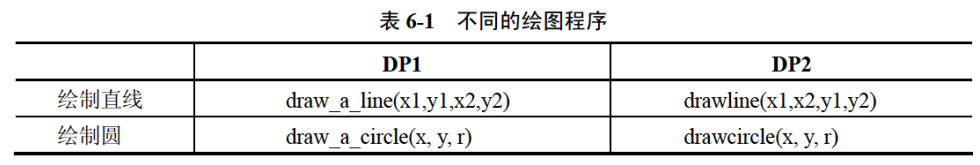 表 6-1 不同的绘图程序
DP1 DP2
绘制直线 draw_a_line(x1,y1,x2,y2) drawline(x1,x2,y1,y2)
绘制圆 draw_a_circle(x, y, r) drawcircle(x, y, r)